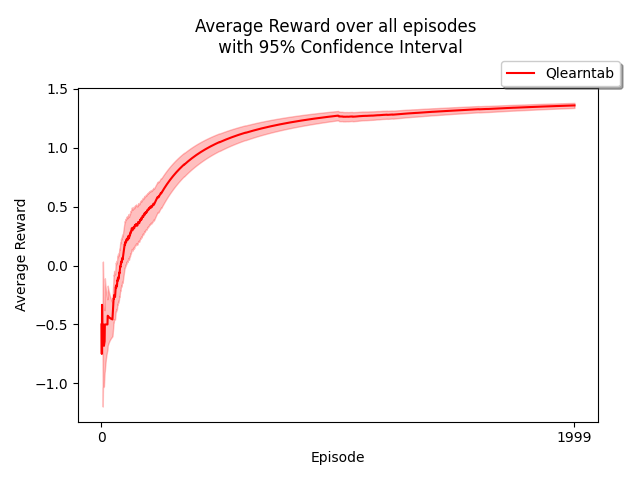 Average Reward over all episodes
with 95% Confidence Interval
Qlearntab
1.5
1.0
0.5
0.0
−0.5
−1.0
Average Reward
0 1999
Episode